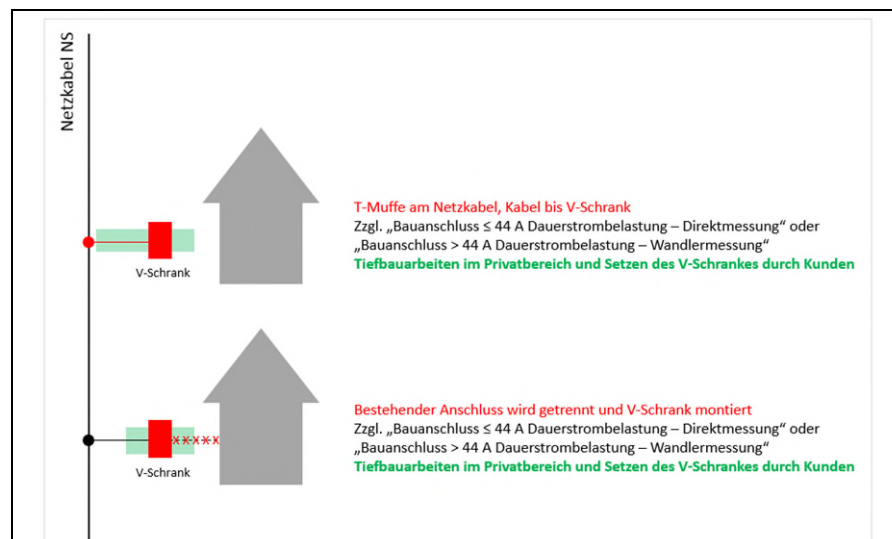 Netzkabel NS
T-Muffe am Netzkabel, Kabel bis V-Schrank
Zzgl. „Bauanschluss ≤ 44 A Dauerstrombelastung – Direktmessung“ oder
„Bauanschluss > 44 A Dauerstrombelastung – Wandlermessung“
Tiefbauarbeiten im Privatbereich und Setzen des V-Schrankes durch Kunden
V-Schrank
Bestehender Anschluss wird getrennt und V-Schrank montiert
Zzgl. „Bauanschluss ≤ 44 A Dauerstrombelastung – Direktmessung“ oder
„Bauanschluss > 44 A Dauerstrombelastung – Wandlermessung“
Tiefbauarbeiten im Privatbereich und Setzen des V-Schrankes durch Kunden
V-Schrank